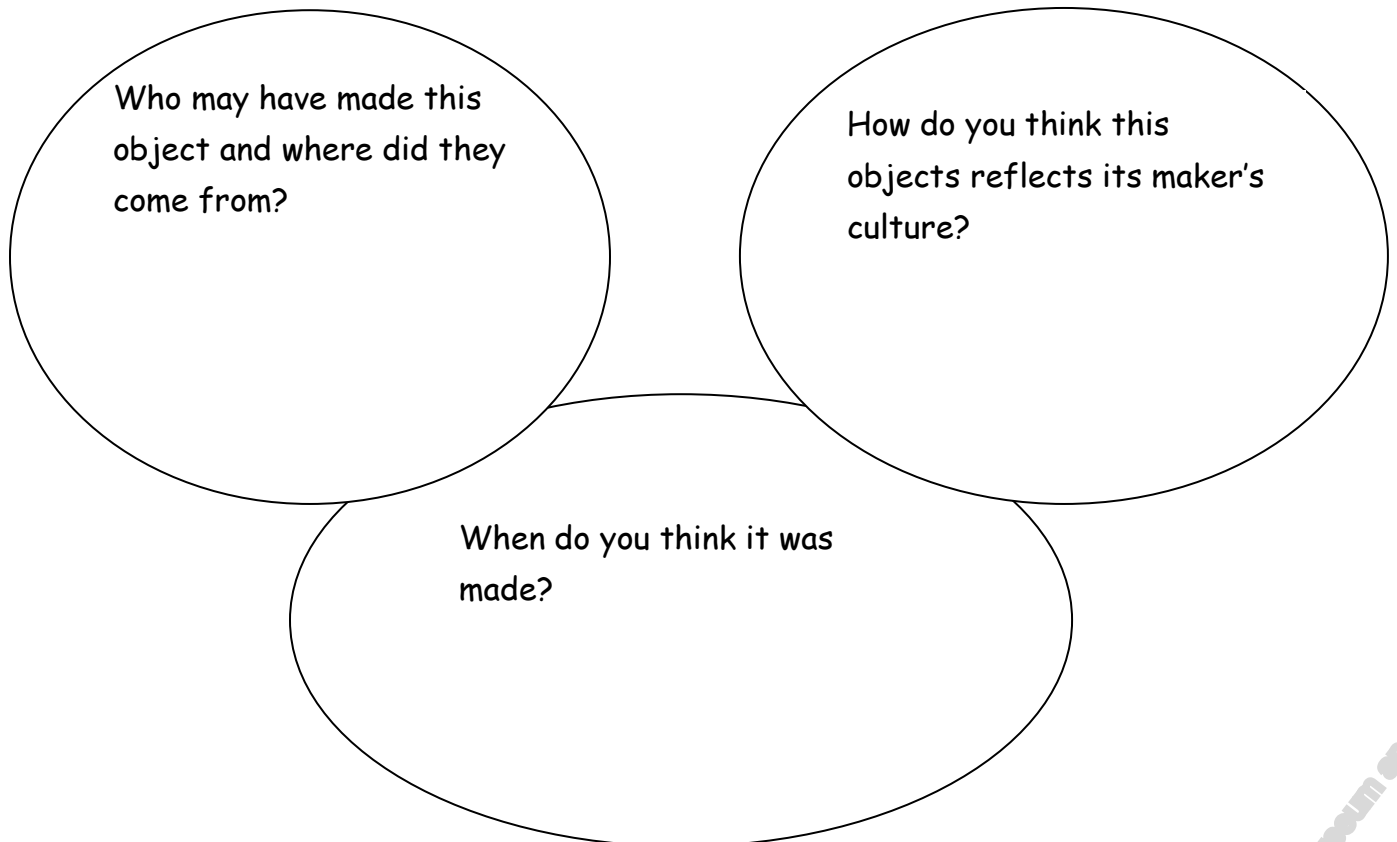 Who may have made this
object and where did they
come from?
How do you think this
objects reflects its maker's
culture?
When do you think it was
made?